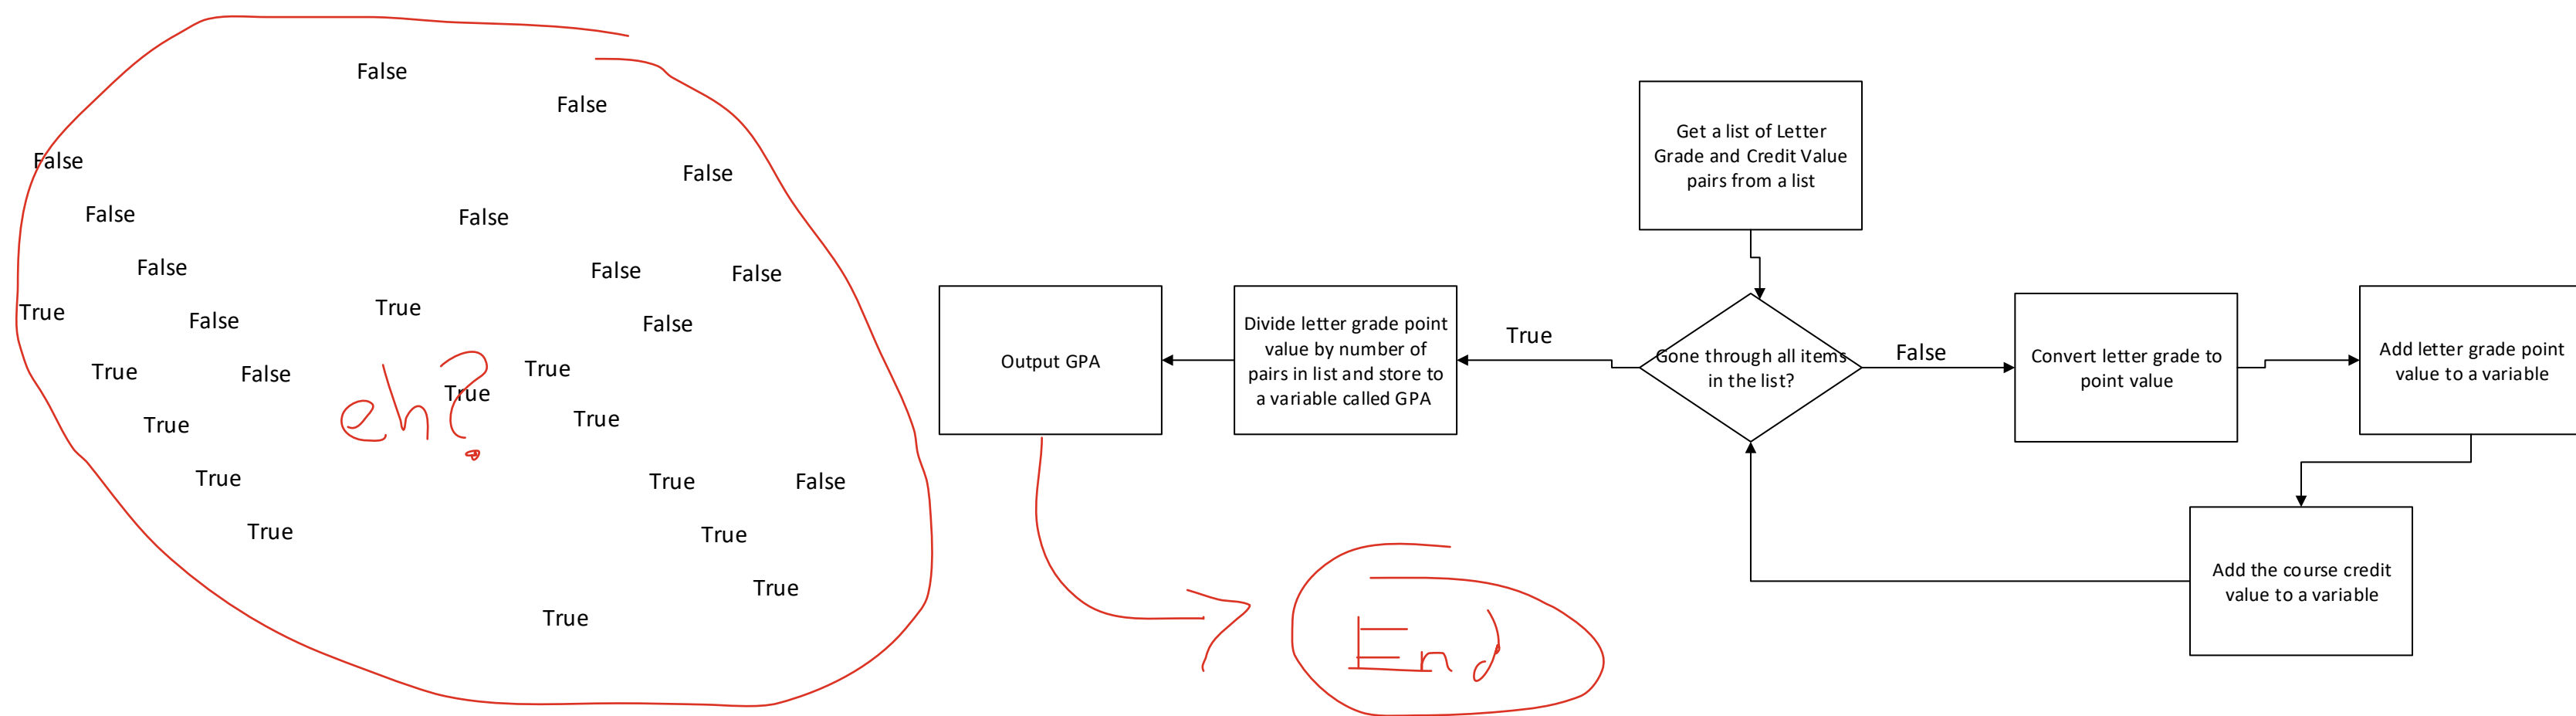 False
False
False
False
False
False
False
False
False
True
True
False
False
True
False
True
True
True
True
True
True
False
True
True
True
True
eh?
Get a list of Letter
Grade and Credit Value
pairs from a list
Output GPA
Divide letter grade point
value by number of
pairs in list and store to
a variable called GPA
True
Gone through all items
in the list?
False
Convert letter grade to
point value
Add letter grade point
value to a variable
Add the course credit
value to a variable
End